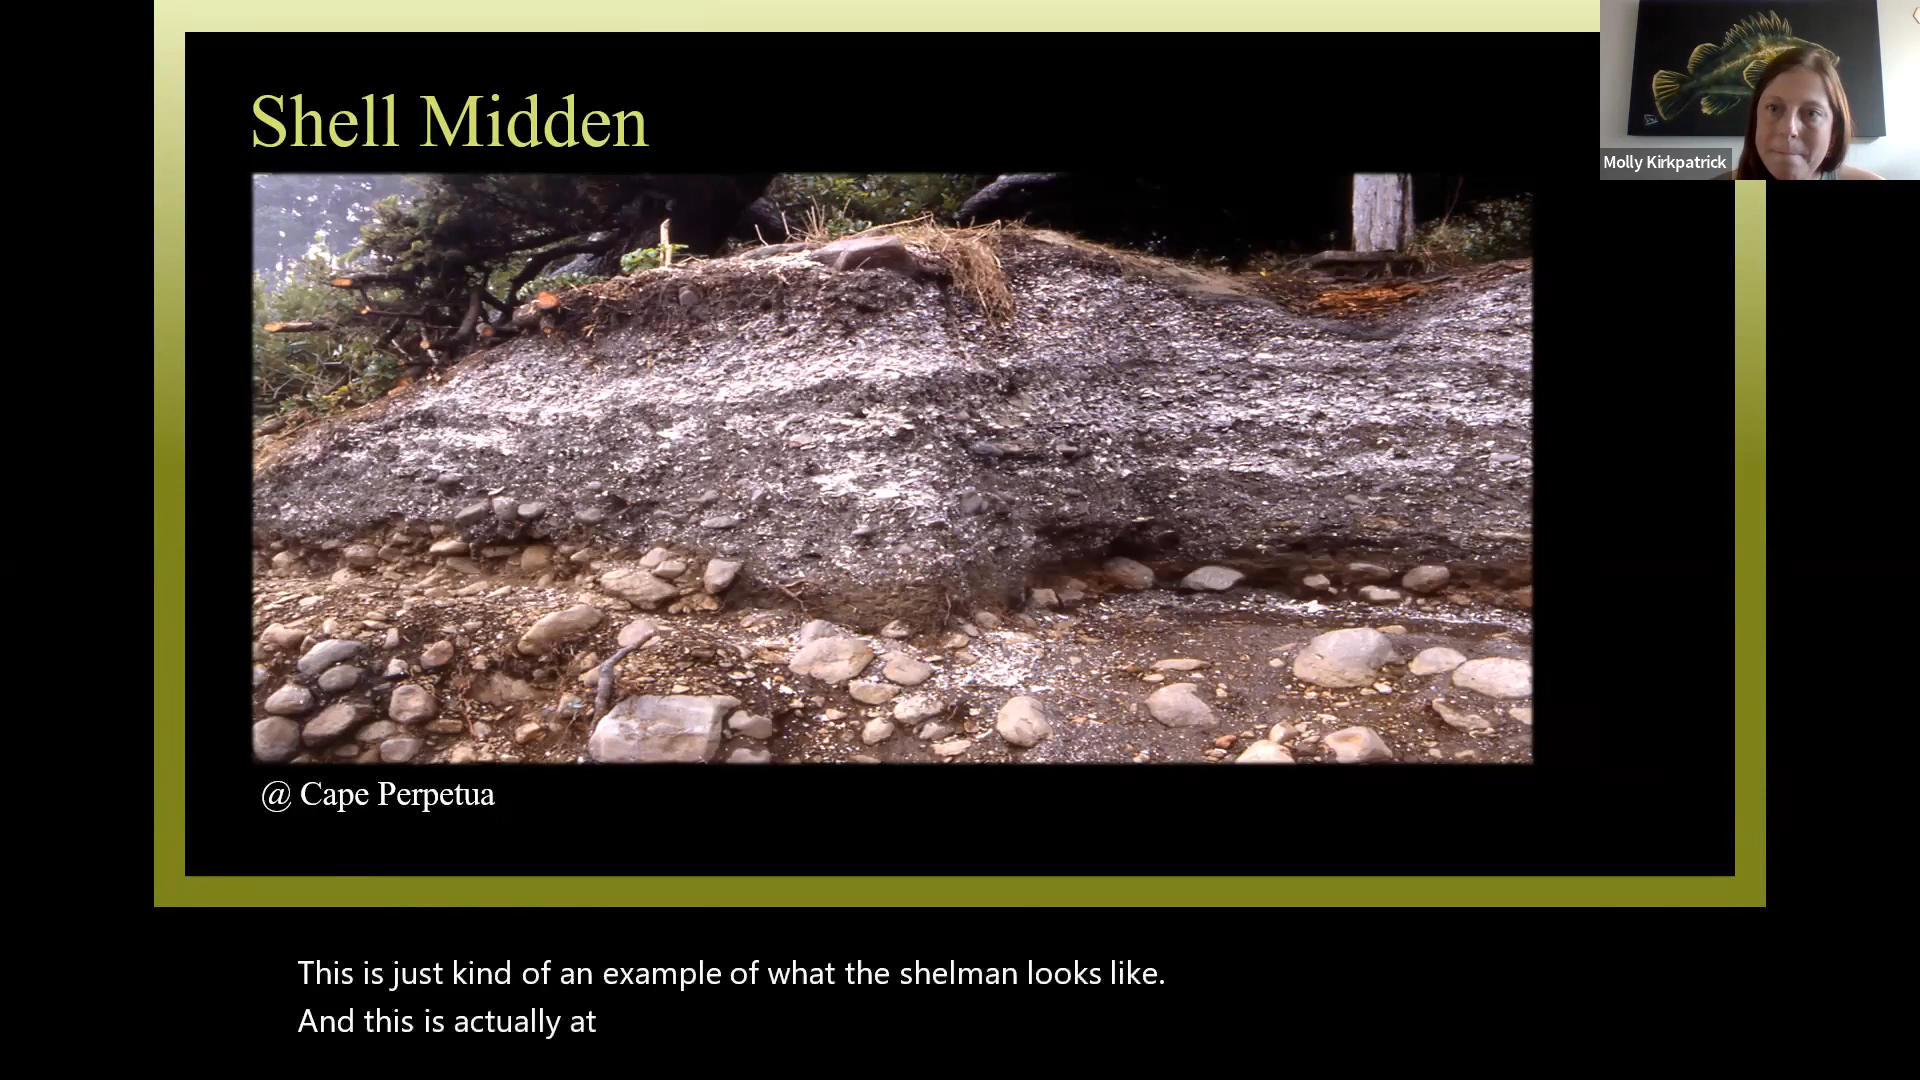 Shell Midden
Molly Kirkpatrick
@ Cape Perpetua
This is just kind of an example of what the shelman looks like.
And this is actually at